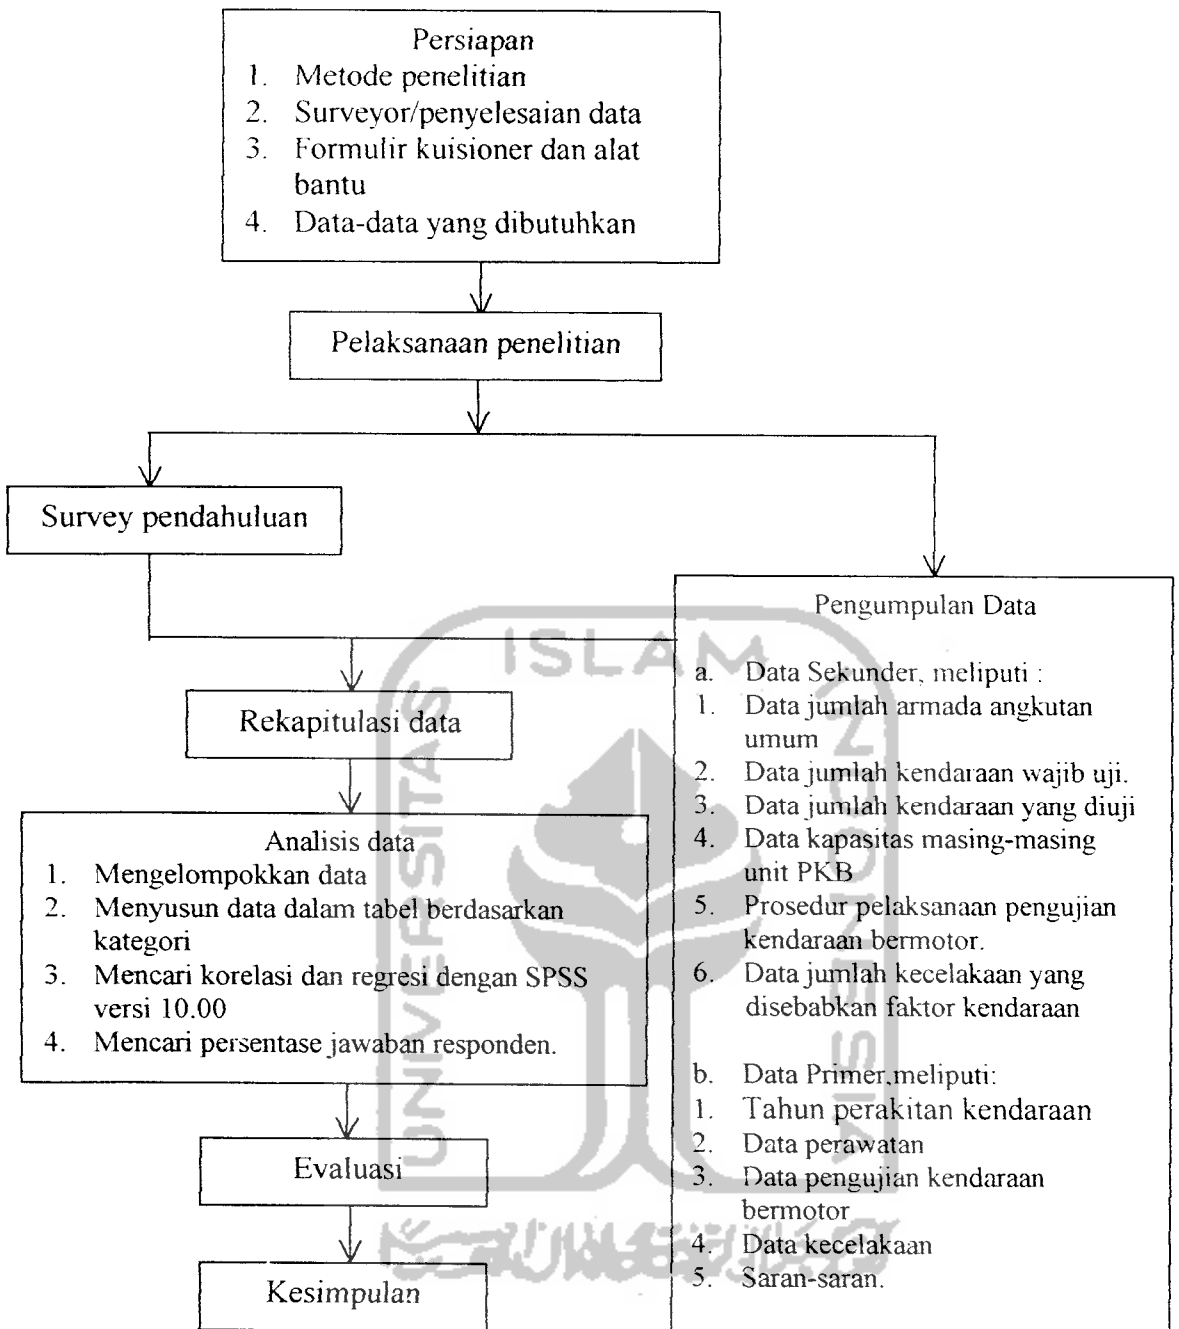 Persiapan
1. Metode penelitian
2. Surveyor/penyelesaian data
3. Formulir kuisioner dan alat
bantu
4. Data-data yang dibutuhkan
Pelaksanaan penelitian
Survey pendahuluan
Pengumpulan Data
a. Data Sekunder, meliputi :
1. Data jumlah armada angkutan
umum
2. Data jumlah kendaraan wajib uji.
3. Data jumlah kendaraan yang diuji
4. Data kapasitas masing-masing
unit PKB
5. Prosedur pelaksanaan pengujian
kendaraan bermotor.
6. Data jumlah kecelakaan yang
disebabkan faktor kendaraan
b. Data Primer,meliputi:
1. Tahun perakitan kendaraan
2. Data perawatan
3. Data pengujian kendaraan
bermotor
4. Data kecelakaan
5. Saran-saran.
Rekapitulasi data
Analisis data
1. Mengelompokkan data
2. Menyusun data dalam tabel berdasarkan
kategori
3. Mencari korelasi dan regresi dengan SPSS
versi 10.00
4. Mencari persentase jawaban responden.
Evaluasi
Kesimpulan
UNIVERSITAS
ISLAM
INDONESIA